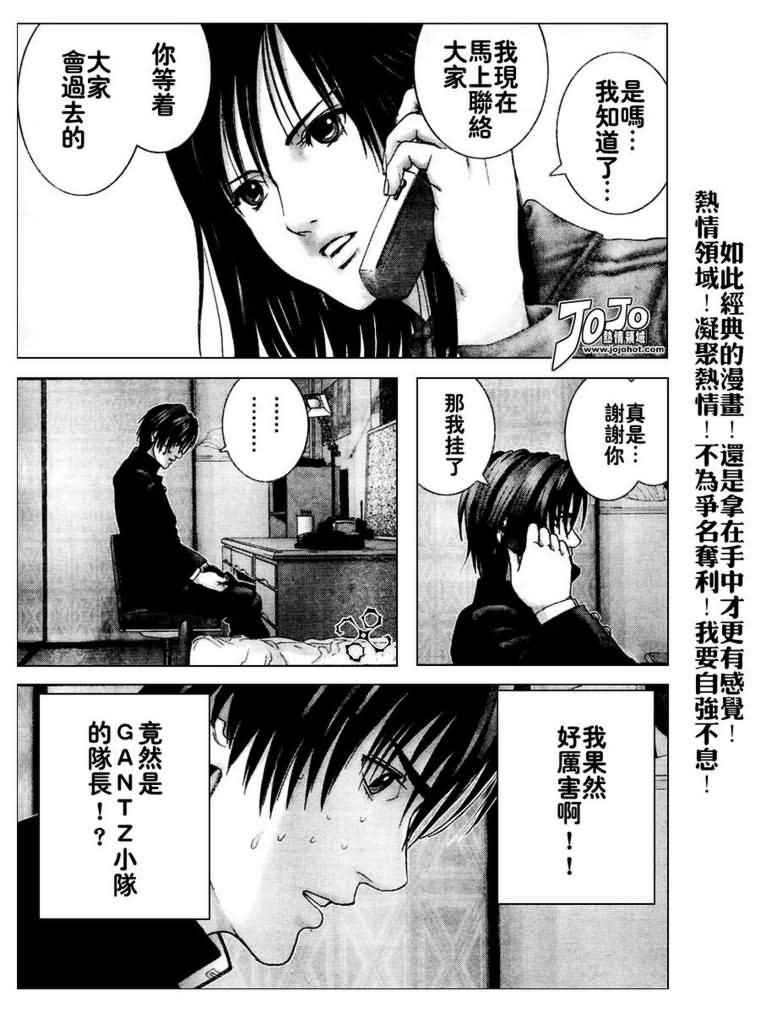 是嗎…
我知道了…
我現在
馬上聯絡
大家
你等着
大家
會過去的
JOJO
熱情領域
www.jojohot.com
真是…
謝謝你
那我挂了
……
……
我果然
好厲害啊！！
竟然是
GANTZ小隊
的隊長！？
如此經典的漫畫！還是拿在手中才更有感覺！
熱情領域！凝聚熱情！不為爭名奪利！我要自強不息！